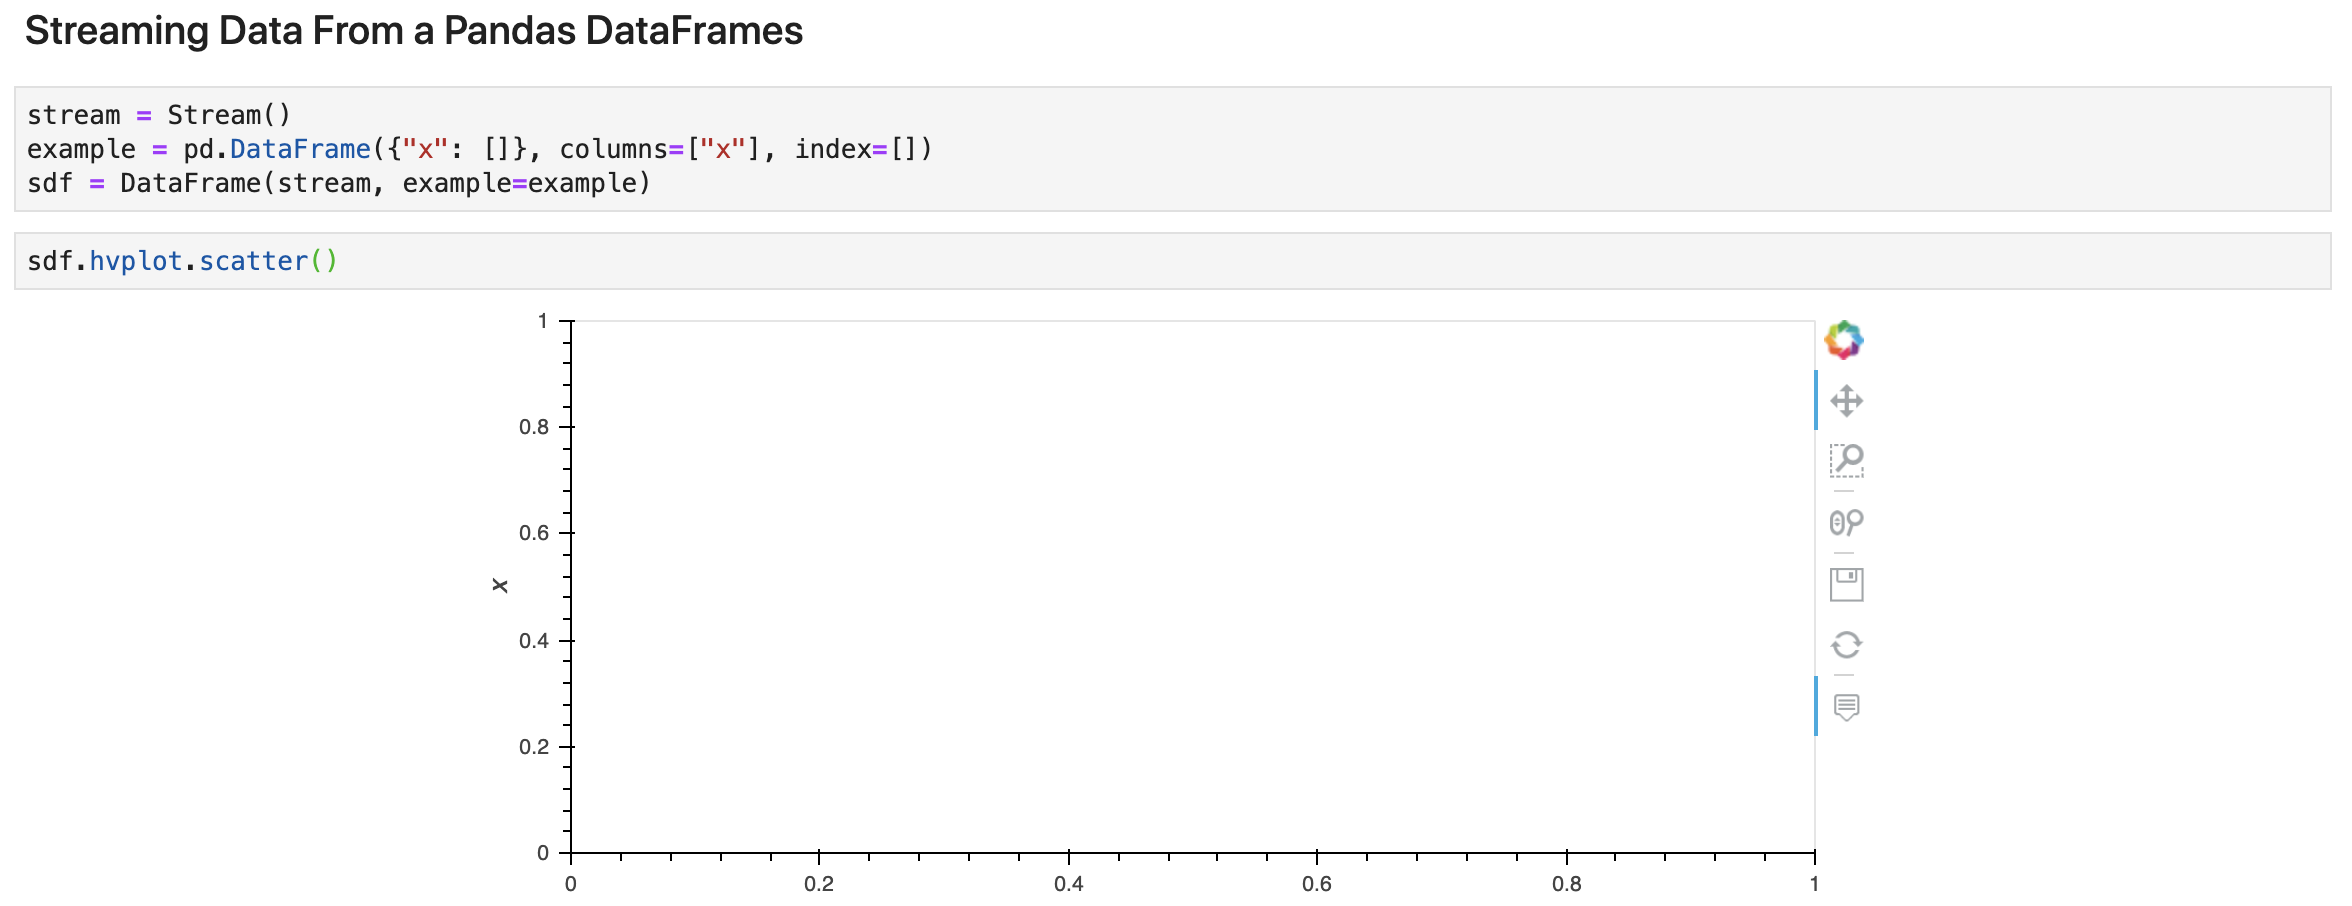 Streaming Data From a Pandas DataFrames
stream = Stream()
example = pd.DataFrame({"x": []}, columns=["x"], index=[])
sdf = DataFrame(stream, example=example)
sdf.hvplot.scatter()
1
0.8
0.6
x
0.4
0.2
0
0 0.2 0.4 0.6 0.8 1